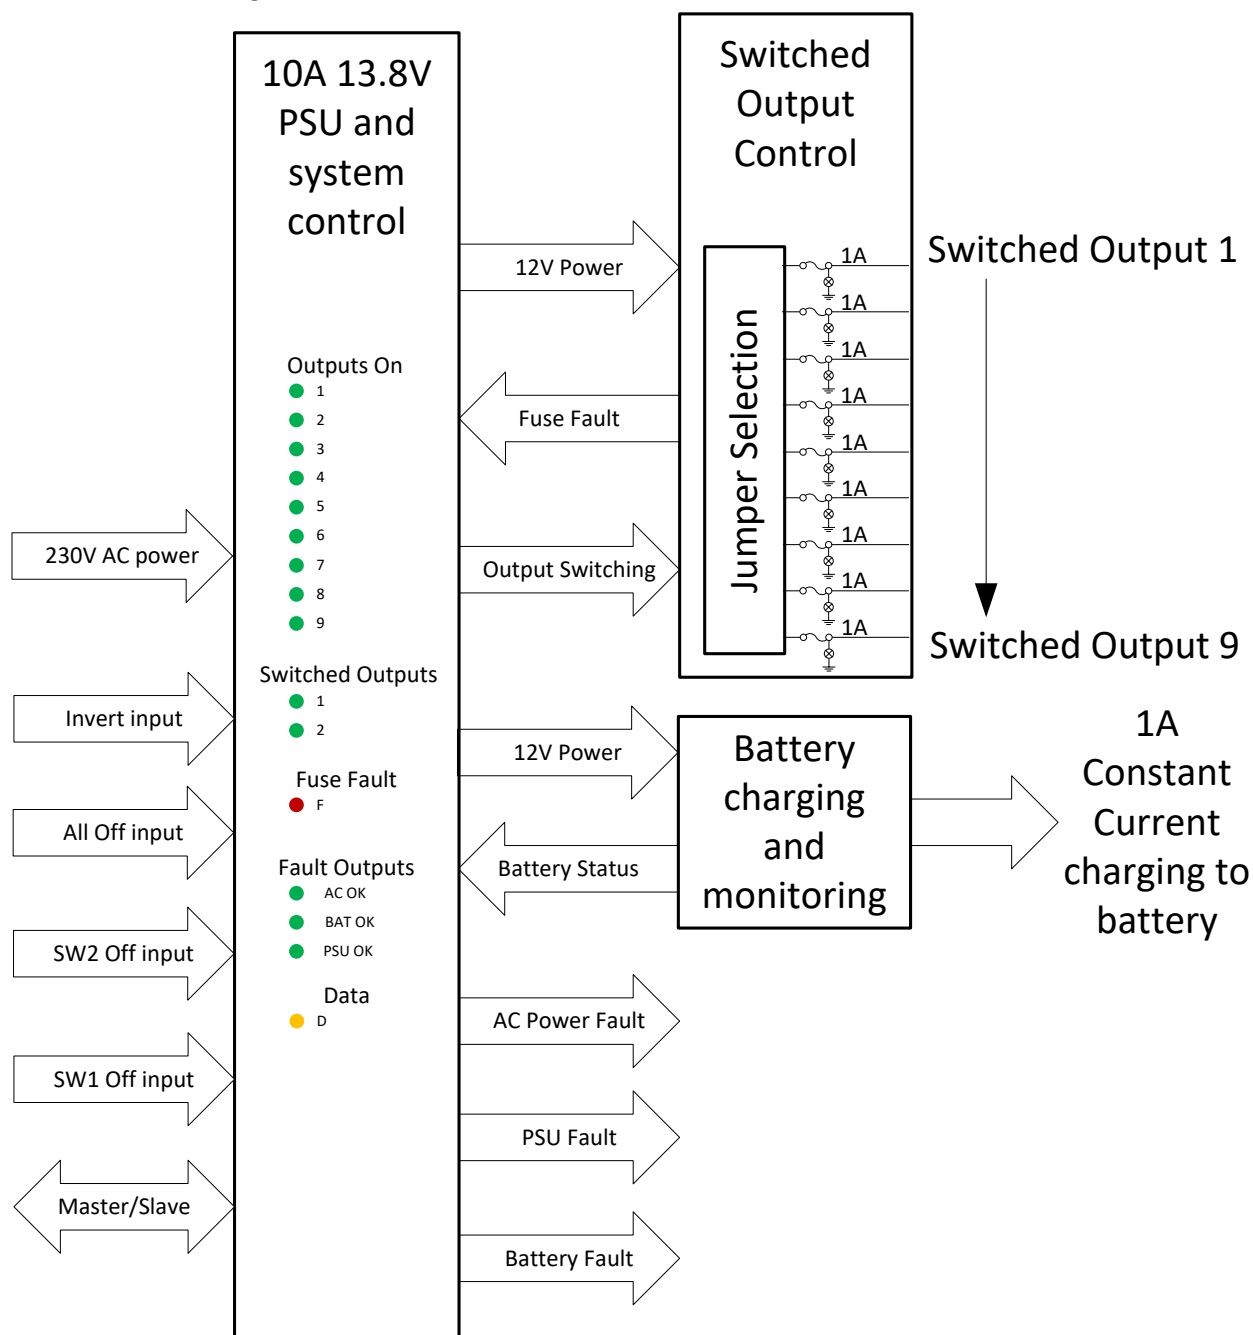 10A 13.8V
PSU and
system
control
Outputs On
1
2
3
4
5
6
7
8
9
Switched Outputs
1
2
Fuse Fault
F
Fault Outputs
AC OK
BAT OK
PSU OK
Data
D
230V AC power
Invert input
All Off input
SW2 Off input
SW1 Off input
Master/Slave
12V Power
Fuse Fault
Output Switching
12V Power
Battery Status
AC Power Fault
PSU Fault
Battery Fault
Switched
Output
Control
Jumper Selection
1A
1A
1A
1A
1A
1A
1A
1A
1A
Switched Output 1
Switched Output 9
Battery
charging
and
monitoring
1A
Constant
Current
charging to
battery